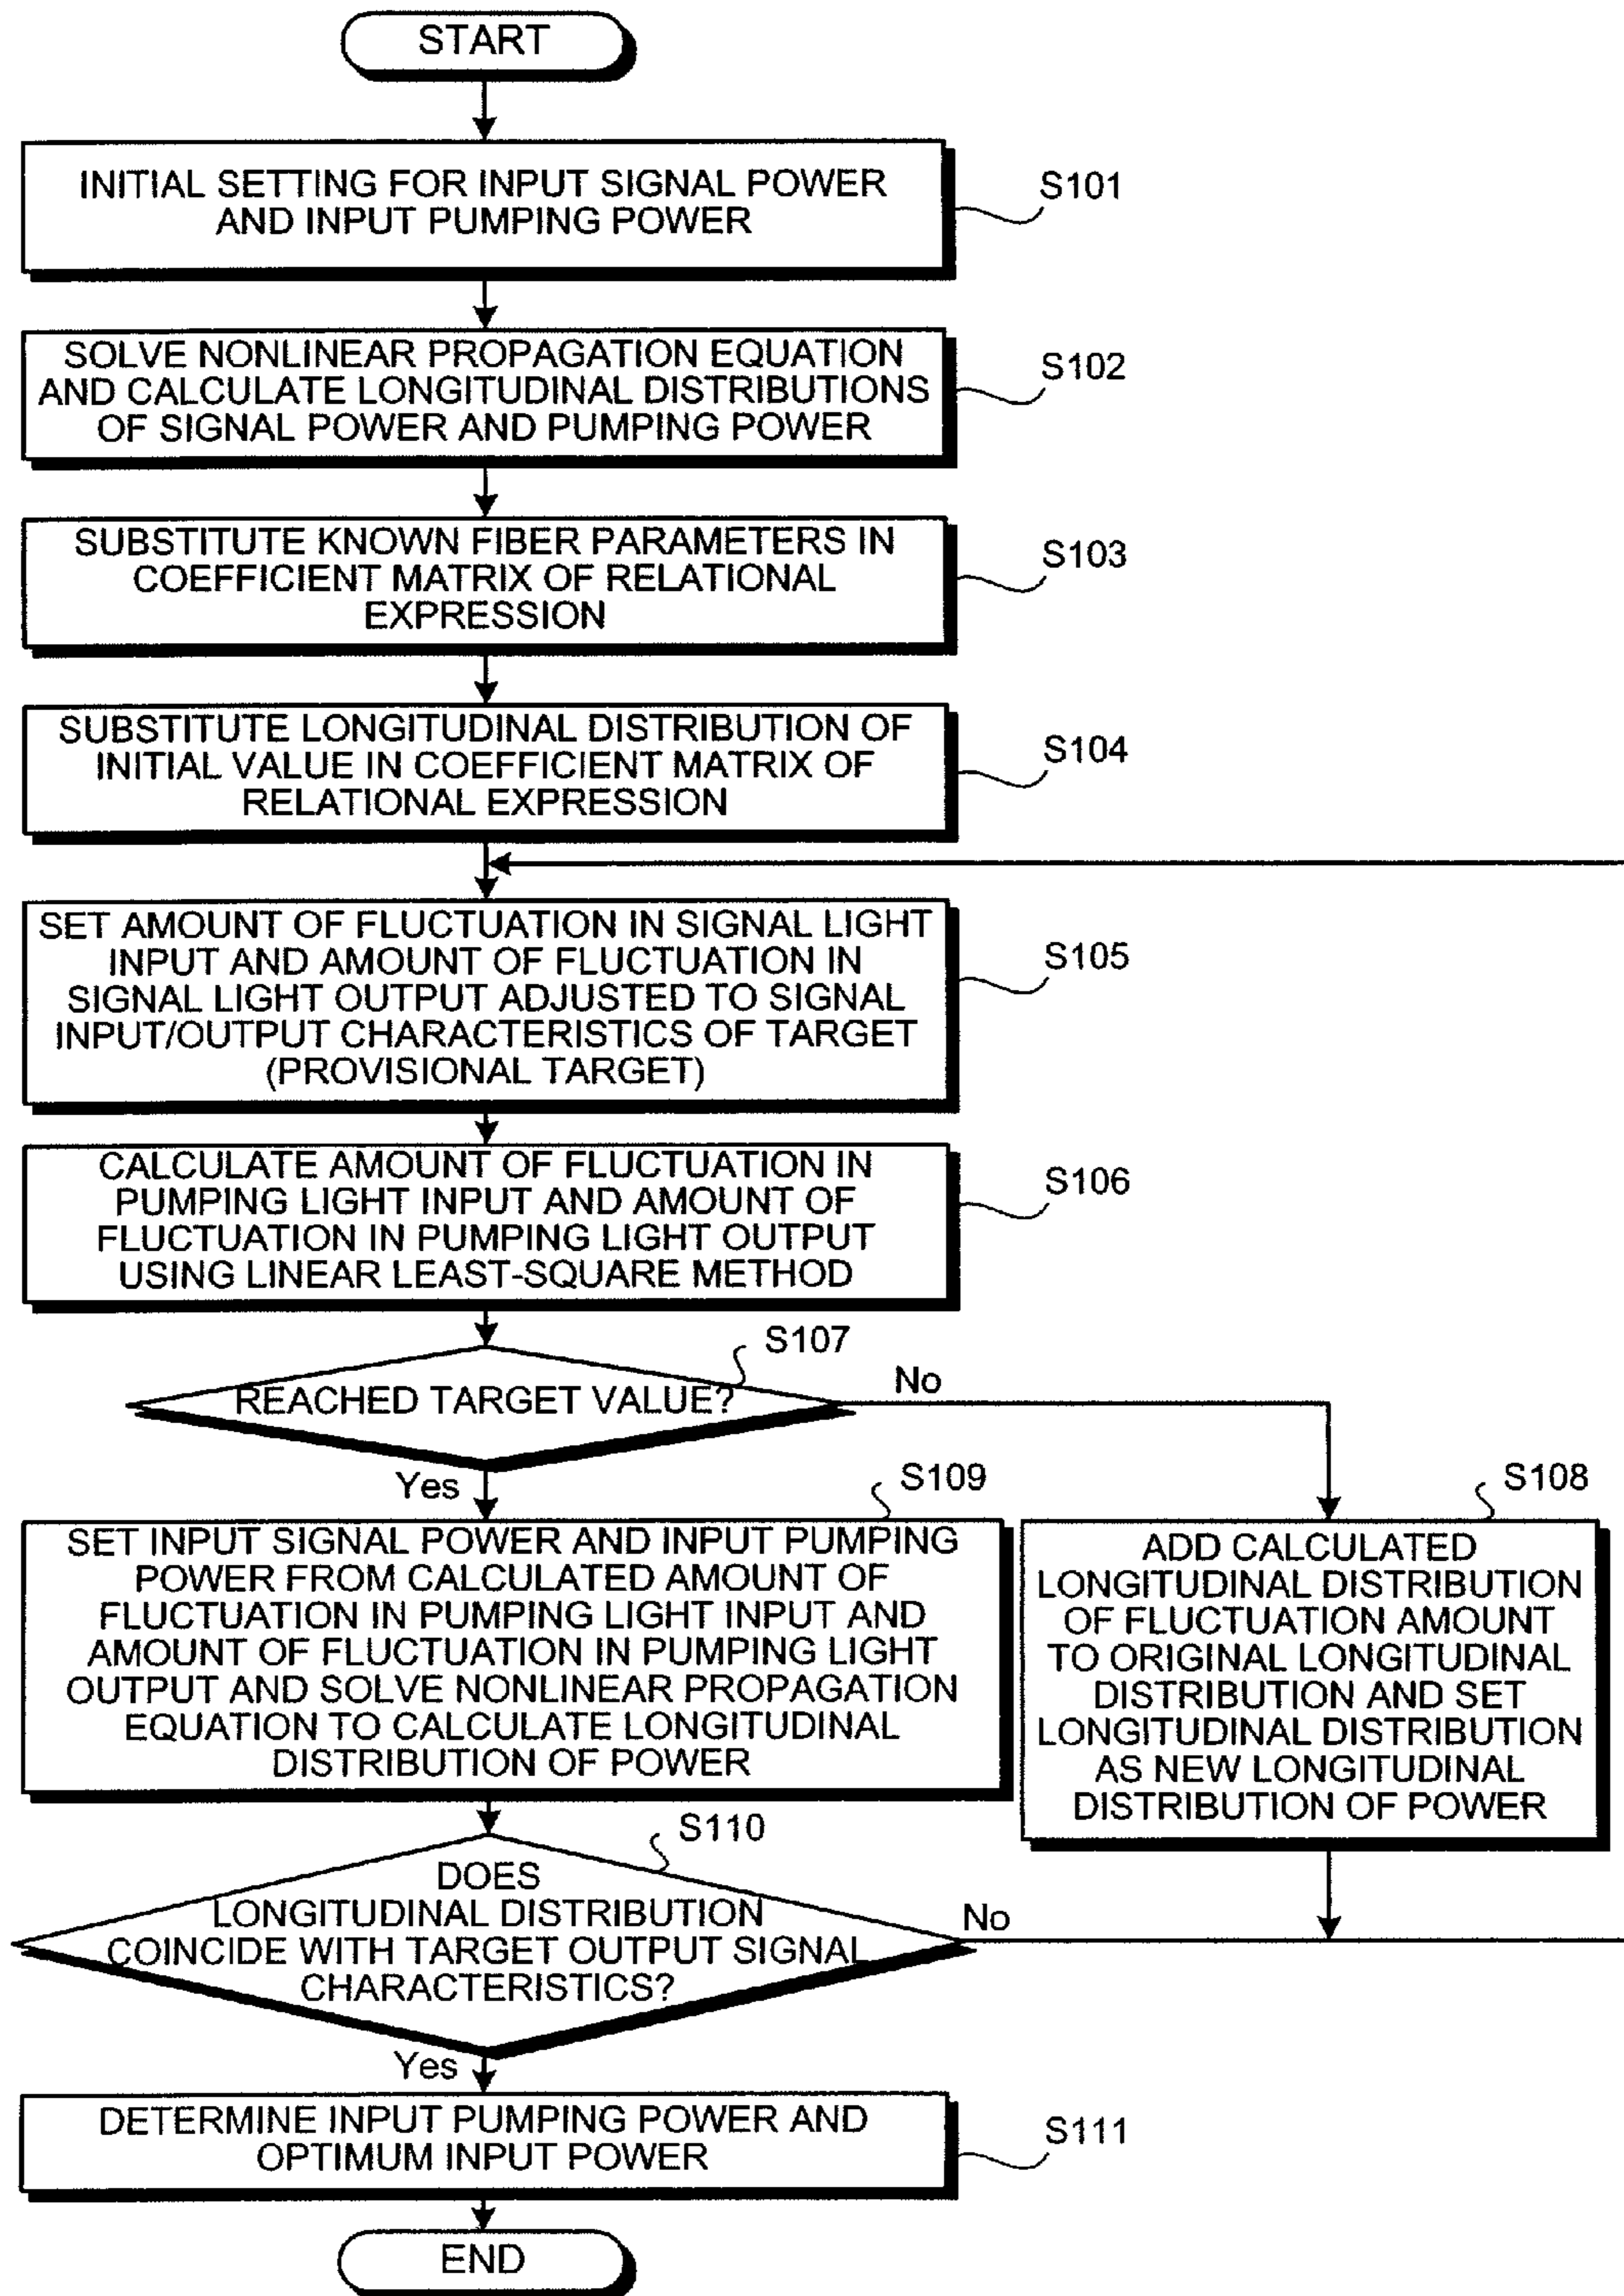 START
INITIAL SETTING FOR INPUT SIGNAL POWER
AND INPUT PUMPING POWER
S101
SOLVE NONLINEAR PROPAGATION EQUATION
AND CALCULATE LONGITUDINAL DISTRIBUTIONS
OF SIGNAL POWER AND PUMPING POWER
S102
SUBSTITUTE KNOWN FIBER PARAMETERS IN
COEFFICIENT MATRIX OF RELATIONAL
EXPRESSION
S103
SUBSTITUTE LONGITUDINAL DISTRIBUTION OF
INITIAL VALUE IN COEFFICIENT MATRIX OF
RELATIONAL EXPRESSION
S104
SET AMOUNT OF FLUCTUATION IN SIGNAL LIGHT
INPUT AND AMOUNT OF FLUCTUATION IN
SIGNAL LIGHT OUTPUT ADJUSTED TO SIGNAL
INPUT/OUTPUT CHARACTERISTICS OF TARGET
(PROVISIONAL TARGET)
S105
CALCULATE AMOUNT OF FLUCTUATION IN
PUMPING LIGHT INPUT AND AMOUNT OF
FLUCTUATION IN PUMPING LIGHT OUTPUT
USING LINEAR LEAST-SQUARE METHOD
S106
S107
REACHED TARGET VALUE?
No
Yes
S109
SET INPUT SIGNAL POWER AND INPUT PUMPING
POWER FROM CALCULATED AMOUNT OF
FLUCTUATION IN PUMPING LIGHT INPUT AND
AMOUNT OF FLUCTUATION IN PUMPING LIGHT
OUTPUT AND SOLVE NONLINEAR PROPAGATION
EQUATION TO CALCULATE LONGITUDINAL
DISTRIBUTION OF POWER
S108
ADD CALCULATED
LONGITUDINAL DISTRIBUTION
OF FLUCTUATION AMOUNT
TO ORIGINAL LONGITUDINAL
DISTRIBUTION AND SET
LONGITUDINAL DISTRIBUTION
AS NEW LONGITUDINAL
DISTRIBUTION OF POWER
S110
DOES
LONGITUDINAL DISTRIBUTION
COINCIDE WITH TARGET OUTPUT SIGNAL
CHARACTERISTICS?
No
Yes
DETERMINE INPUT PUMPING POWER AND
OPTIMUM INPUT POWER
S111
END